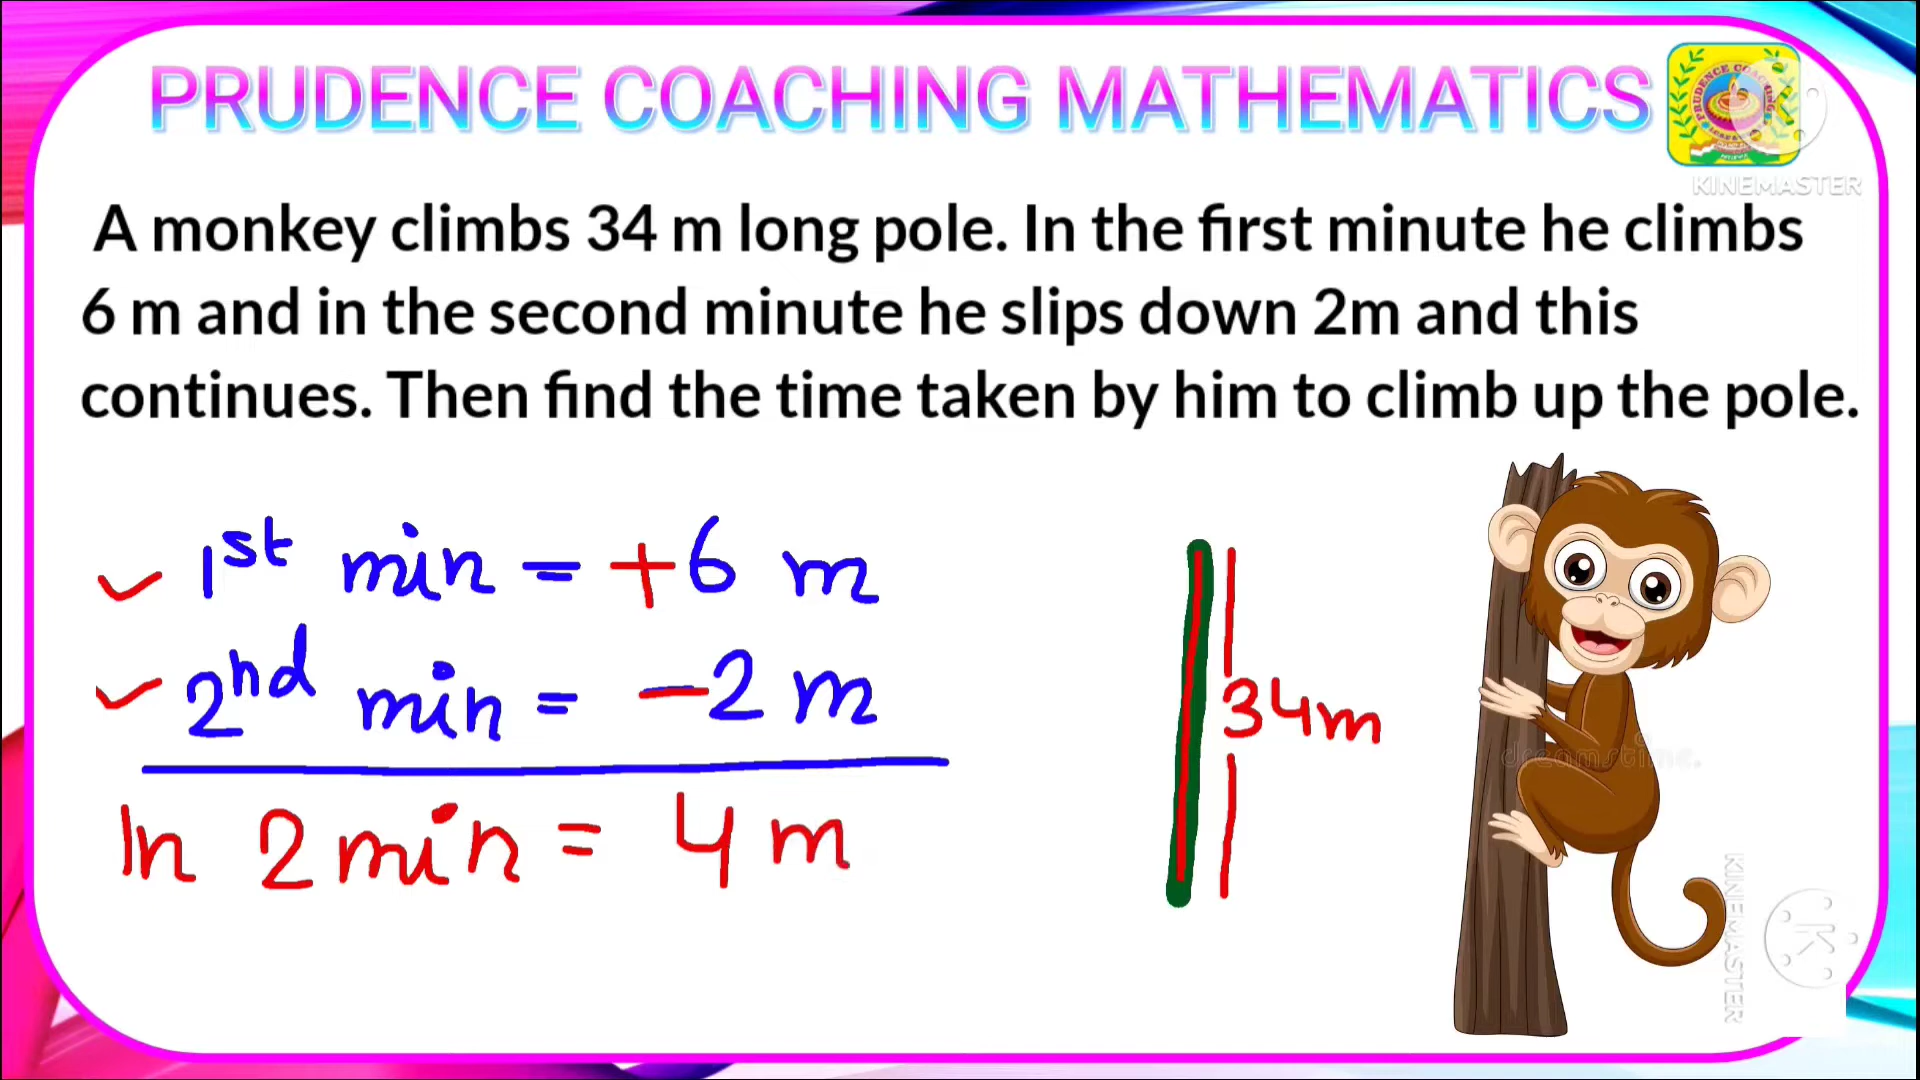 PRUDENCE COACHING MATHEMATICS
KINEMASTER
A monkey climbs 34 m long pole. In the first minute he climbs
6 m and in the second minute he slips down 2m and this
continues. Then find the time taken by him to climb up the pole.
1st min = +6 m
2nd min = -2 m
In 2 min = 4 m
34m
dreamstime.
KINEMASTER